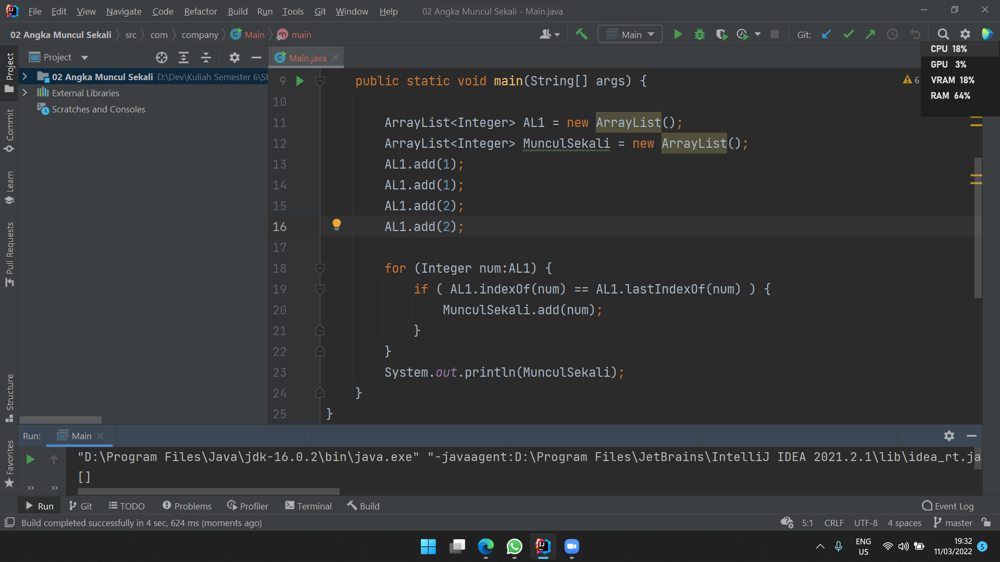 File Edit View Navigate Code Refactor Build Run Tools Git Window Help 02 Angka Muncul Sekali - Main.java
02 Angka Muncul Sekali src com company Main main
Main Git:
CPU 18%
GPU 3%
VRAM 18%
RAM 64%
Project
Main.java
02 Angka Muncul Sekali D:\Dev\Kuliah Semester 6\St
External Libraries
Scratches and Consoles
Project
Commit
Learn
Pull Requests
Structure
Favorites
6
9 public static void main(String[] args) {
10
11 ArrayList<Integer> AL1 = new ArrayList();
12 ArrayList<Integer> MunculSekali = new ArrayList();
13 AL1.add(1);
14 AL1.add(1);
15 AL1.add(2);
16 AL1.add(2);
17
18 for (Integer num:AL1) {
19 if ( AL1.indexOf(num) == AL1.lastIndexOf(num) ) {
20 MunculSekali.add(num);
21 }
22 }
23 System.out.println(MunculSekali);
24 }
25 }
Run: Main
"D:\Program Files\Java\jdk-16.0.2\bin\java.exe" "-javaagent:D:\Program Files\JetBrains\IntelliJ IDEA 2021.2.1\lib\idea_rt.ja
[]
Run Git TODO Problems Profiler Terminal Build Event Log
Build completed successfully in 4 sec, 624 ms (moments ago) 5:1 CRLF UTF-8 4 spaces master
ENG
US
19:32
11/03/2022
5